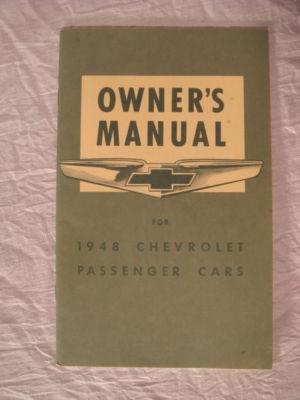 OWNER'S
MANUAL
FOR
1948 CHEVROLET
PASSENGER CARS